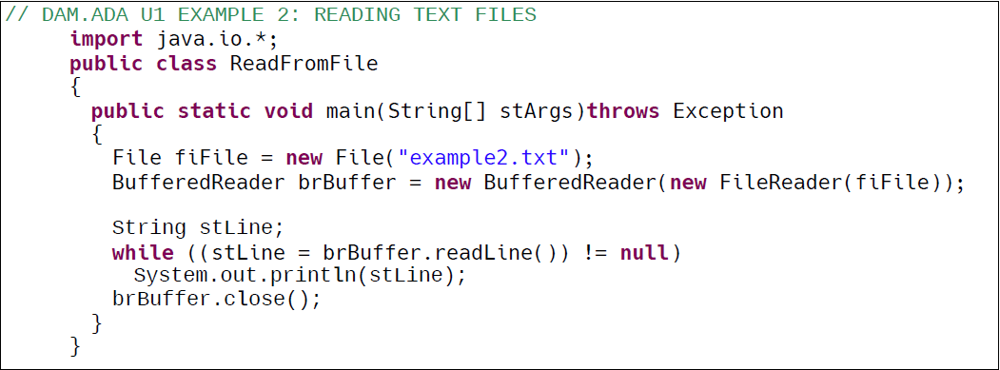 // DAM.ADA U1 EXAMPLE 2: READING TEXT FILES
import java.io.*;
public class ReadFromFile
{
public static void main(String[] stArgs)throws Exception
{
File fiFile = new File("example2.txt");
BufferedReader brBuffer = new BufferedReader(new FileReader(fiFile));
String stLine;
while ((stLine = brBuffer.readLine()) != null)
System.out.println(stLine);
brBuffer.close();
}
}